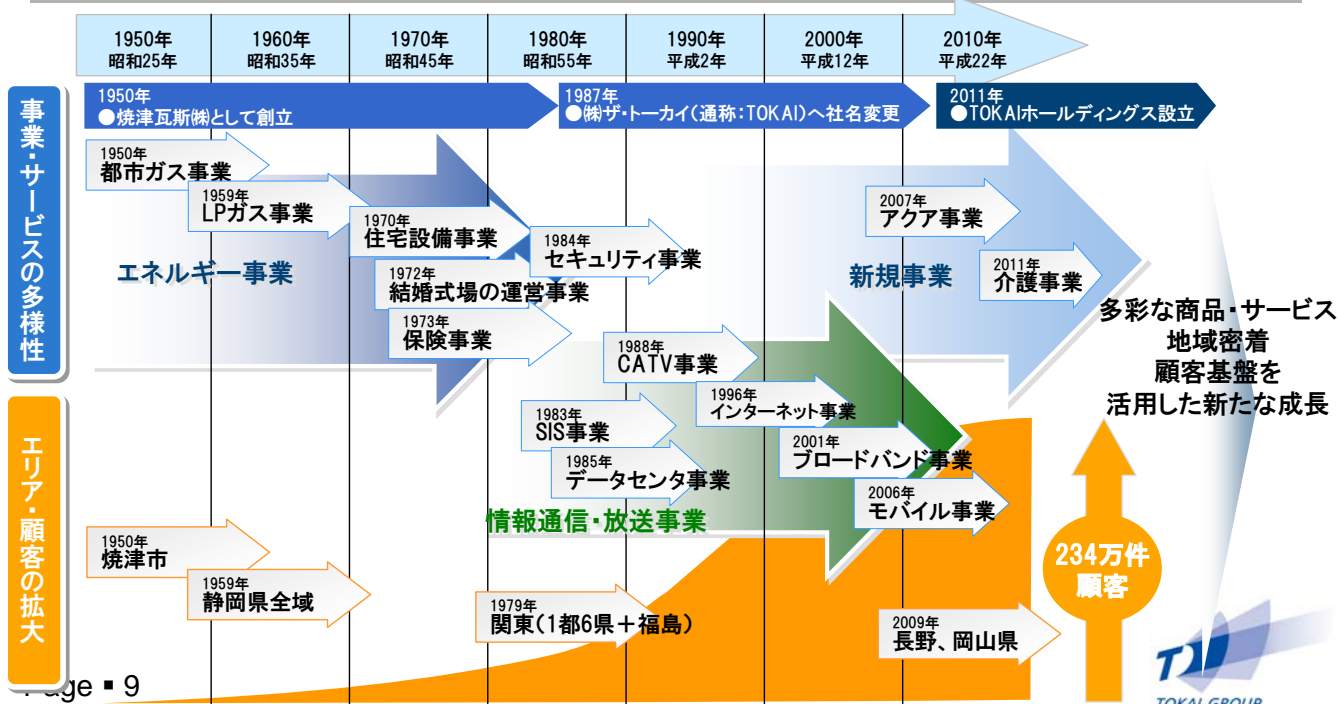 1950年
昭和25年
1960年
昭和35年
1970年
昭和45年
1980年
昭和55年
1990年
平成2年
2000年
平成12年
2010年
平成22年
1950年
●焼津瓦斯㈱として創立
1987年
●㈱ザ・トーカイ(通称:TOKAI)へ社名変更
2011年
●TOKAIホールディングス設立
事業・サービスの多様性
1950年
都市ガス事業
1959年
LPガス事業
1970年
住宅設備事業
1972年
結婚式場の運営事業
1973年
保険事業
エネルギー事業
1984年
セキュリティ事業
2007年
アクア事業
2011年
介護事業
新規事業
1988年
CATV事業
1996年
インターネット事業
1983年
SIS事業
2001年
ブロードバンド事業
1985年
データセンタ事業
2006年
モバイル事業
情報通信・放送事業
多彩な商品・サービス
地域密着
顧客基盤を
活用した新たな成長
エリア・顧客の拡大
1950年
焼津市
1959年
静岡県全域
1979年
関東(1都6県+福島)
2009年
長野、岡山県
234万件
顧客
Page ▪ 9
TOKAI GROUP